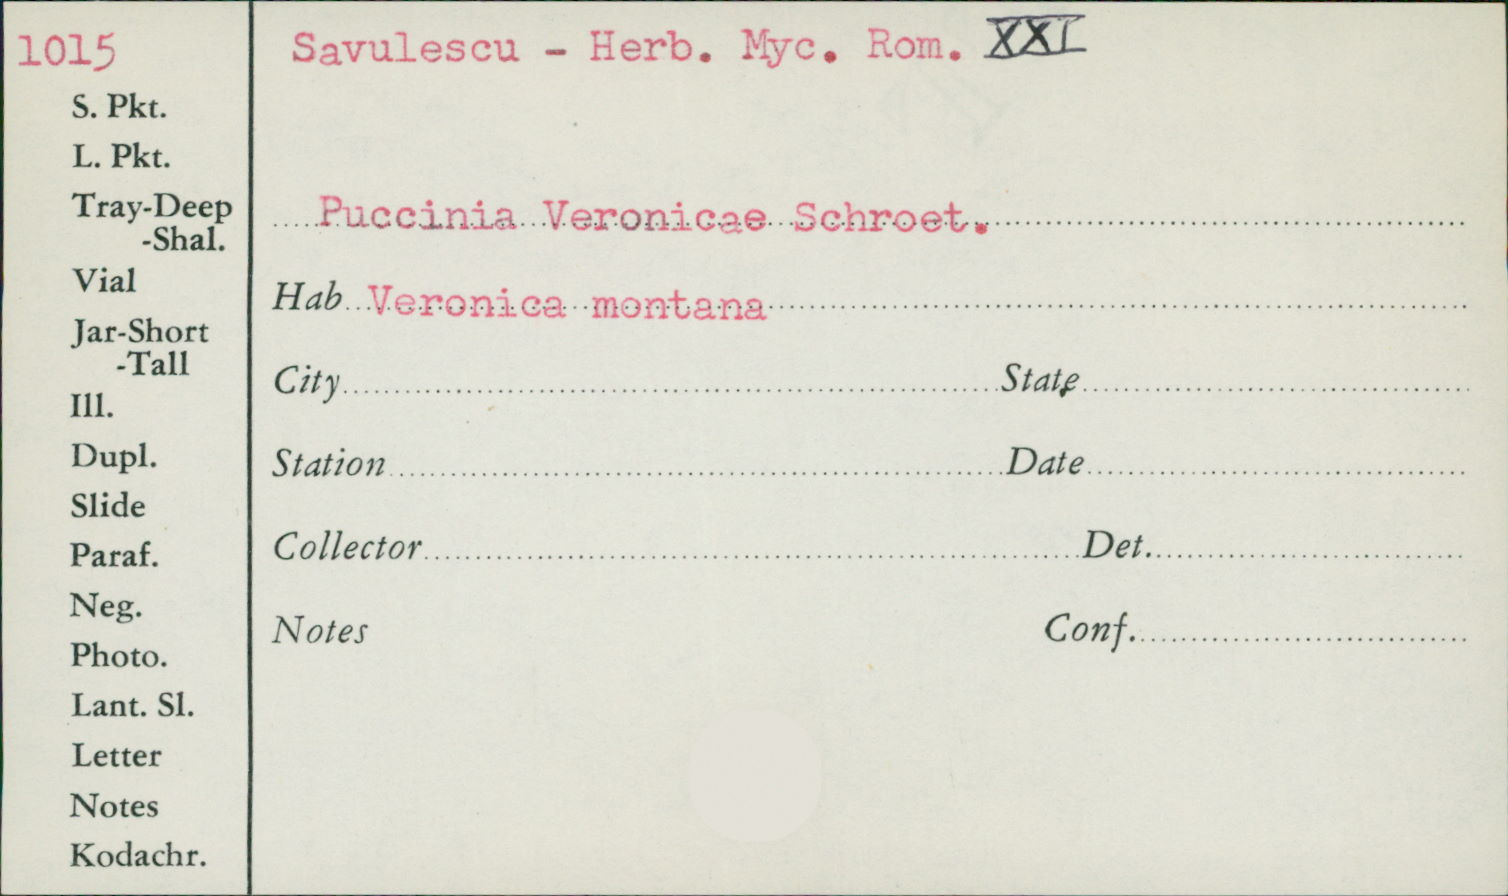 1015
Savulescu - Herb. Myc. Rom. XXI
S. Pkt.
L. Pkt.
Tray-Deep
-Shal.
Vial
Jar-Short
-Tall
Ill.
Dupl.
Slide
Paraf.
Neg.
Photo.
Lant. Sl.
Letter
Notes
Kodachr.
Puccinia Veronicae Schroet.
Hab Veronica montana
City State
Station Date
Collector Det.
Notes Conf.